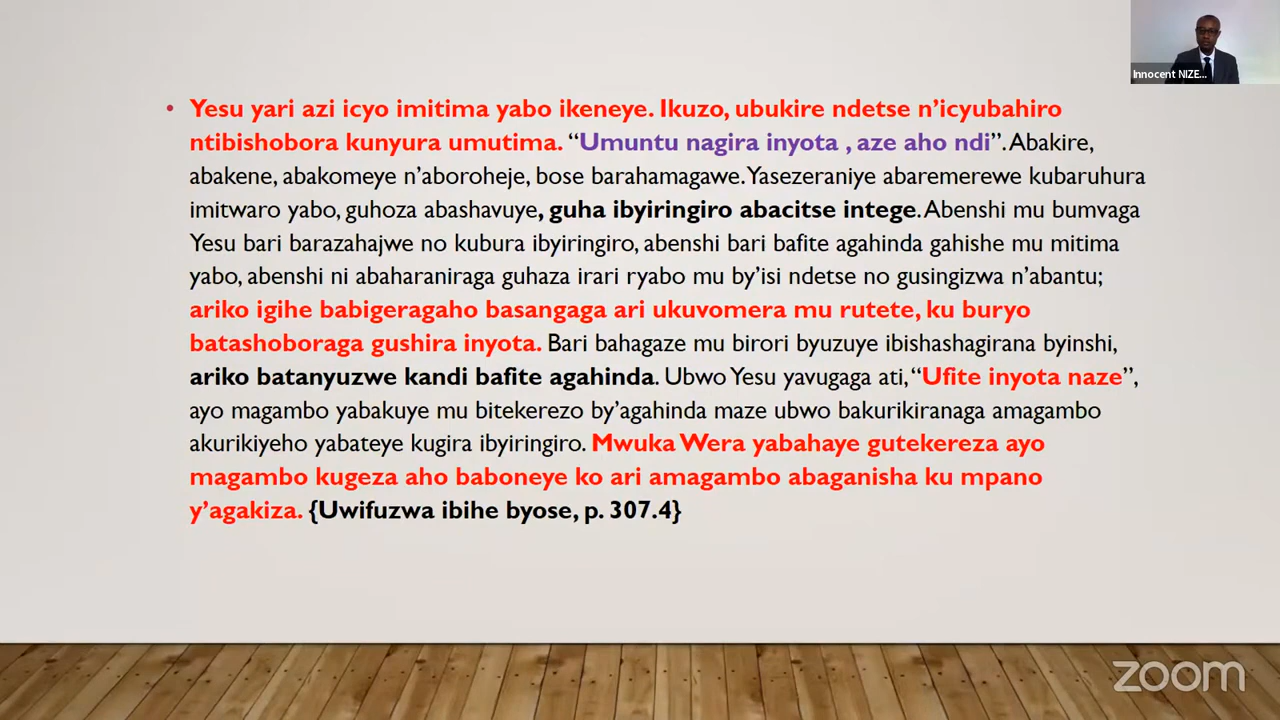 Innocent NIZE...
• Yesu yari azi icyo imitima yabo ikeneye. Ikuzo, ubukire ndetse n’icyubahiro
ntibishobora kunyura umutima. “Umuntu nagira inyota , aze aho ndi”. Abakire,
abakene, abakomeye n’aboroheje, bose barahamagawe. Yasezeraniye abaremerewe kubaruhura
imitwaro yabo, guhoza abashavuye, guha ibyiringiro abacitse intege. Abenshi mu bumvaga
Yesu bari barazahajwe no kubura ibyiringiro, abenshi bari bafite agahinda gahishe mu mitima
yabo, abenshi ni abaharaniraga guhaza irari ryabo mu by’isi ndetse no gusingizwa n’abantu;
ariko igihe babigeragaho basangaga ari ukuvomera mu rutete, ku buryo
batashoboraga gushira inyota. Bari bahagaze mu birori byuzuye ibishashagirana byinshi,
ariko batanyuzwe kandi bafite agahinda. Ubwo Yesu yavugaga ati, “Ufite inyota naze”,
ayo magambo yabakuye mu bitekerezo by’agahinda maze ubwo bakurikiranaga amagambo
akurikiyeho yabateye kugira ibyiringiro. Mwuka Wera yabahaye gutekereza ayo
magambo kugeza aho baboneye ko ari amagambo abaganisha ku mpano
y’agakiza. {Uwifuzwa ibihe byose, p. 307.4}
zoom